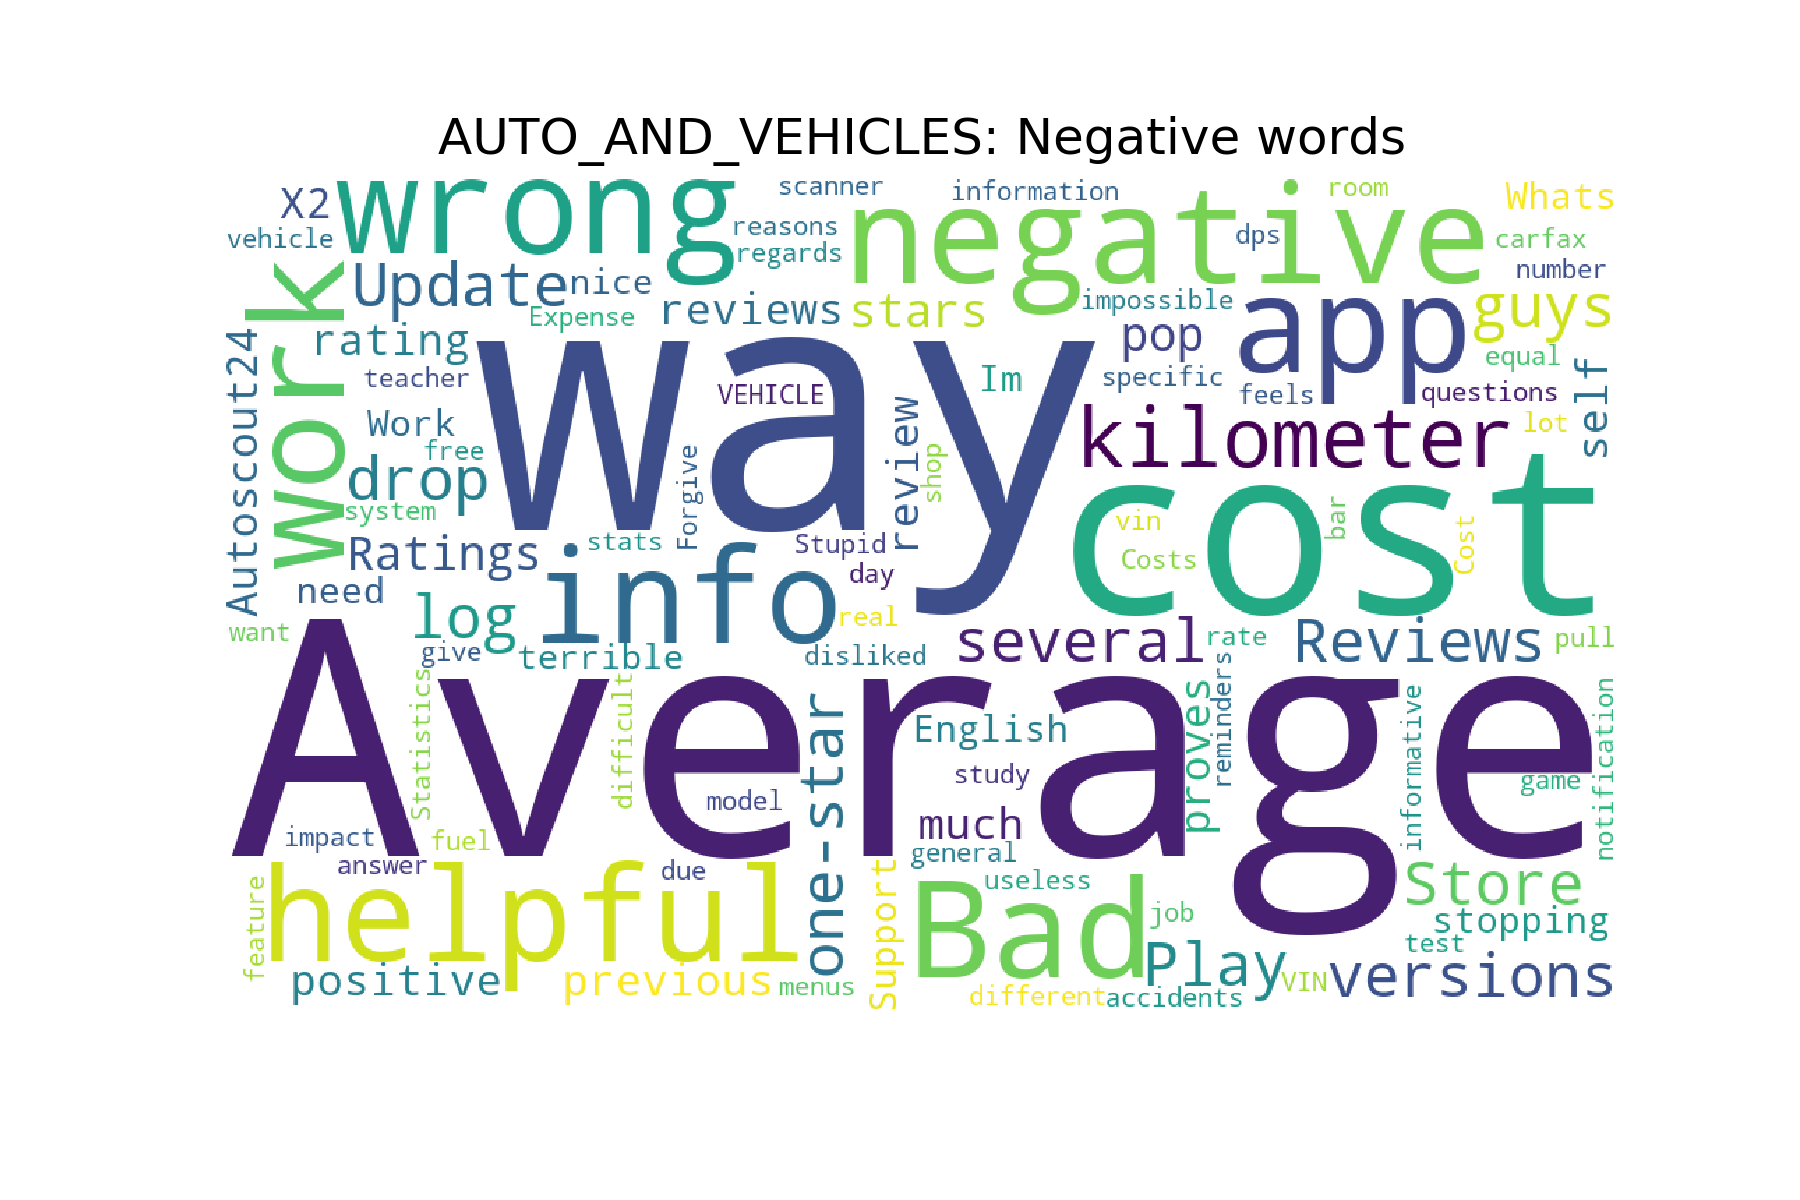 AUTO_AND_VEHICLES: Negative words
X2
wrong
scanner
information
room
Whats
vehicle
reasons
regards
negative
dps
carfax
number
work
Update
nice
Expense
reviews
stars
impossible
app
guys
rating
teacher
way
VEHICLE
Im
pop
specific
feels
equal
questions
self
Autoscout24
Work
free
drop
system
Forgive
review
shop
kilometer
lot
cost
vin
Costs
bar
Cost
Ratings
need
stats
Stupid
day
info
log
real
want
give
terrible
disliked
several
rate
Reviews
pull
Average
Statistics
difficult
model
one-star
English
study
much
proves
reminders
informative
game
notification
impact
fuel
answer
due
general
helpful
feature
useless
Support
Bad
job
Store
stopping
test
positive
previous
menus
different
accidents
Play
VIN
versions